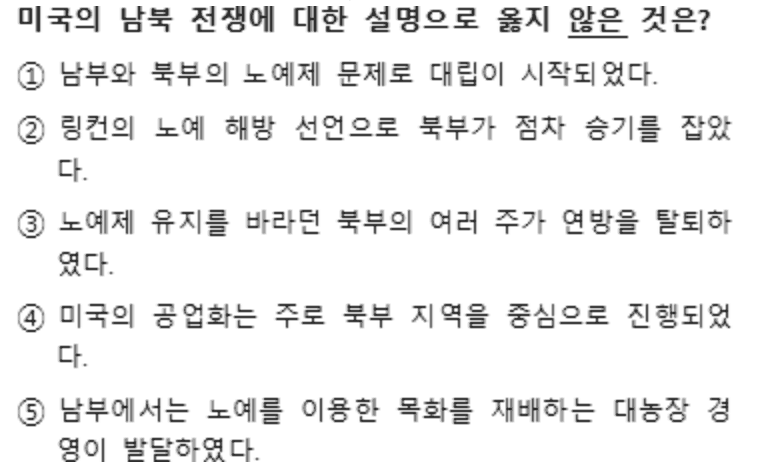 미국의 남북 전쟁에 대한 설명으로 옳지 않은 것은?
① 남부와 북부의 노예제 문제로 대립이 시작되었다.
② 링컨의 노예 해방 선언으로 북부가 점차 승기를 잡았
다.
③ 노예제 유지를 바라던 북부의 여러 주가 연방을 탈퇴하
였다.
④ 미국의 공업화는 주로 북부 지역을 중심으로 진행되었
다.
⑤ 남부에서는 노예를 이용한 목화를 재배하는 대농장 경
영이 발달하였다.